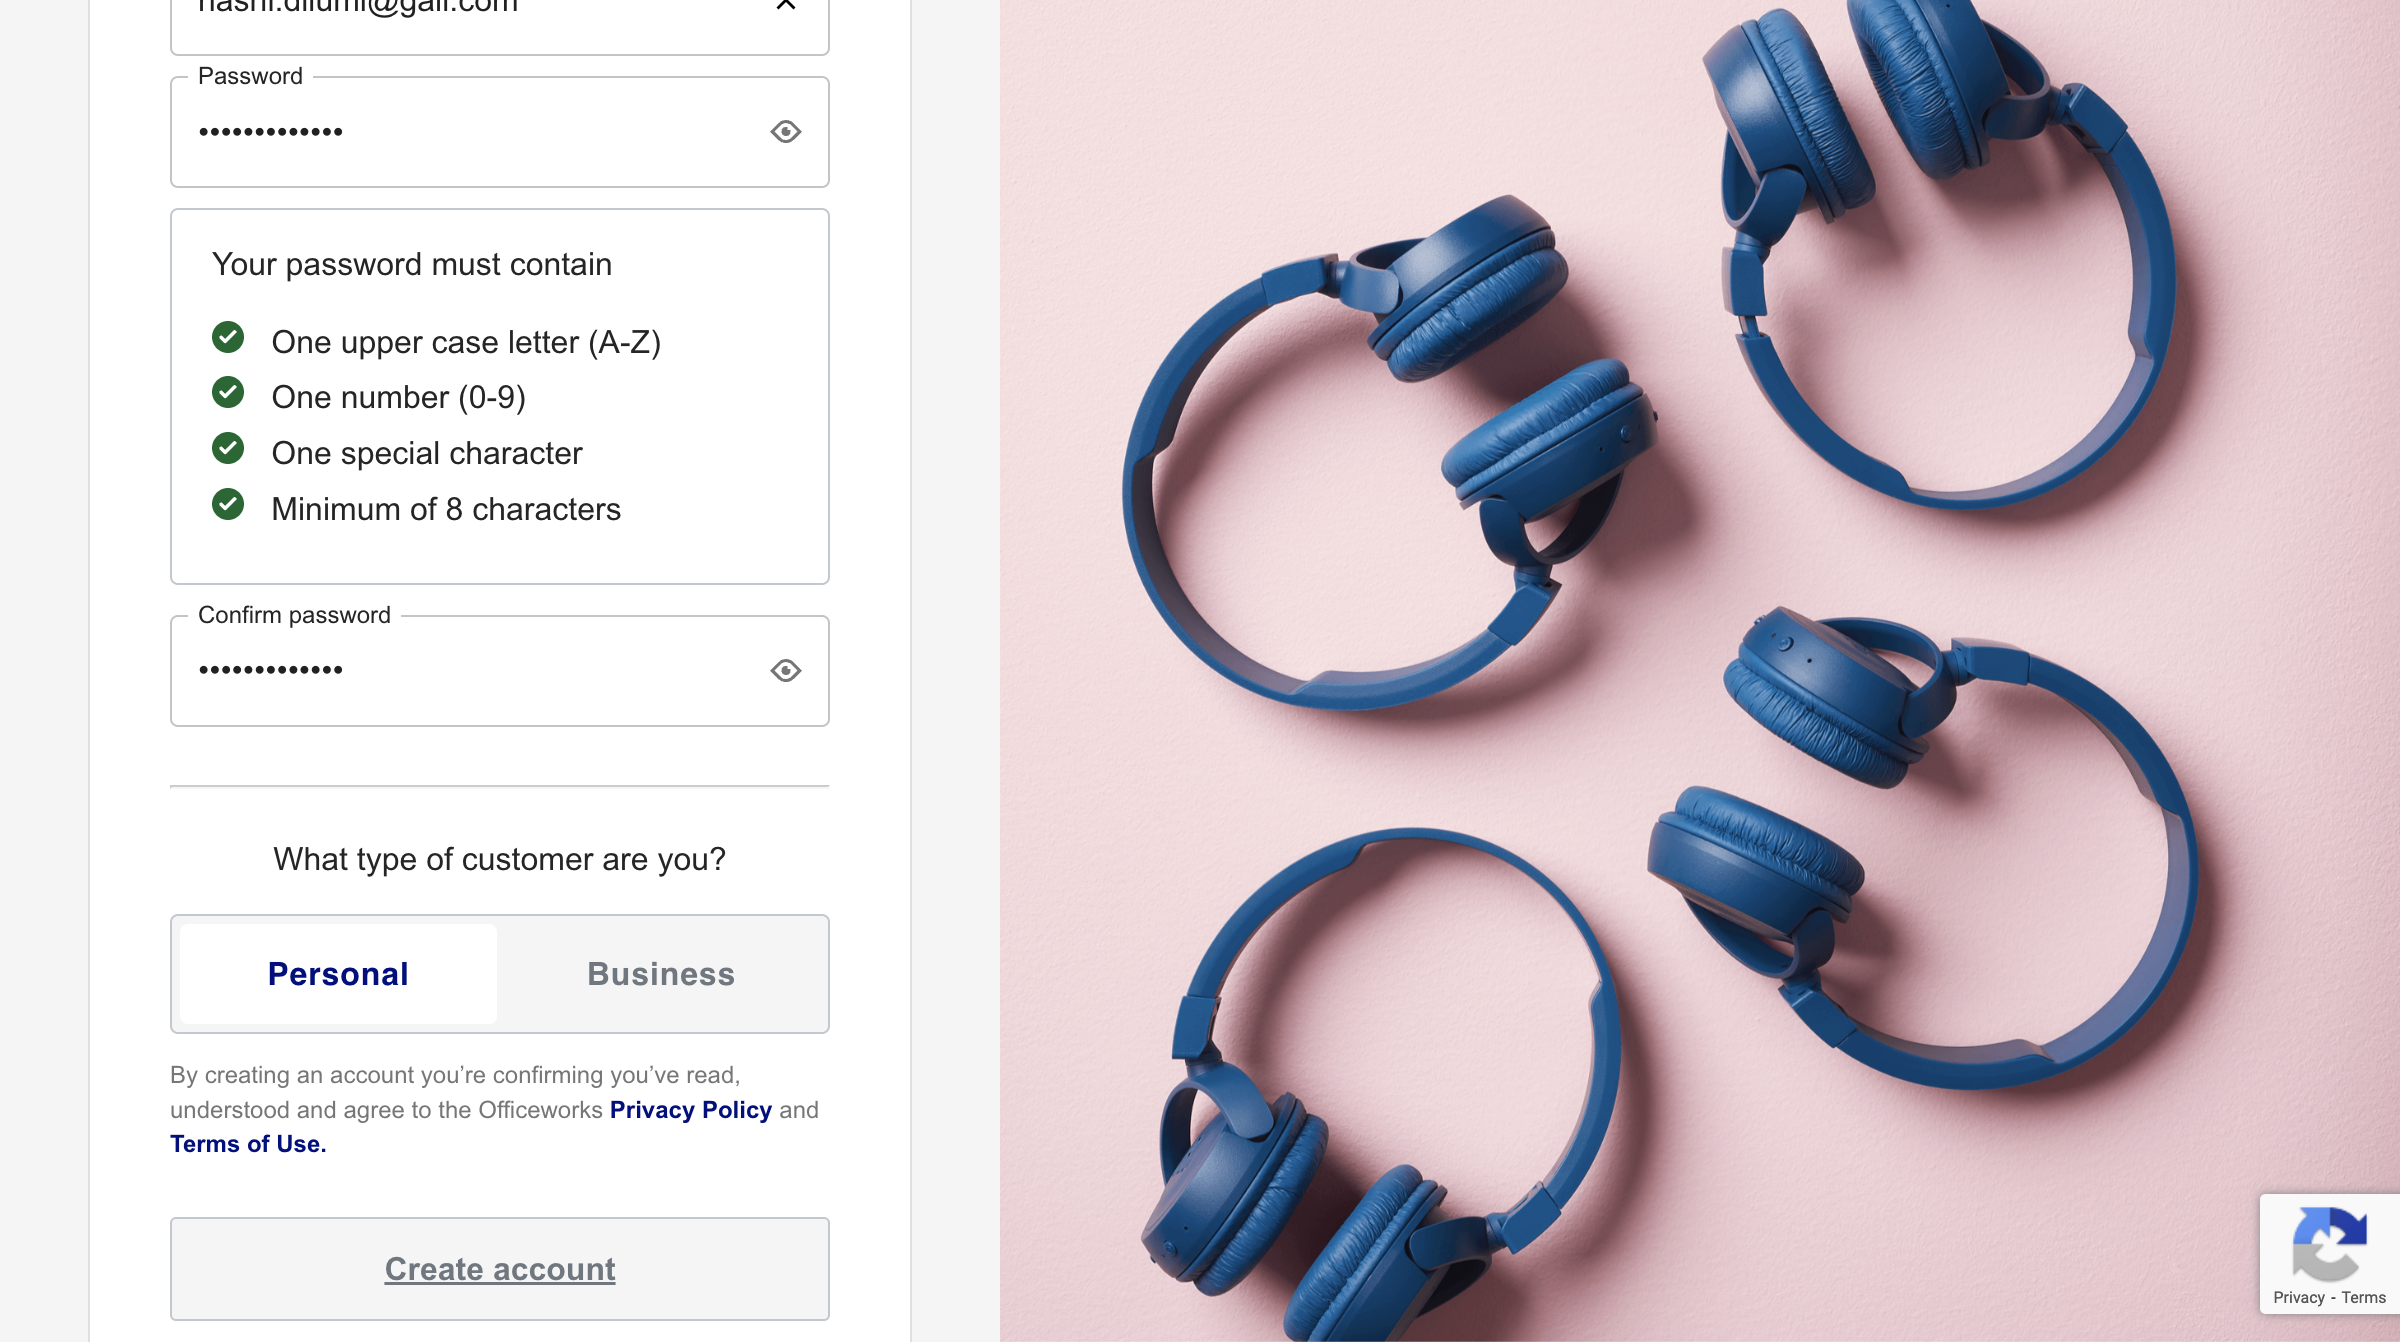 Password
•••••••••••••
Your password must contain
One upper case letter (A-Z)
One number (0-9)
One special character
Minimum of 8 characters
Confirm password
•••••••••••••
What type of customer are you?
Personal
Business
By creating an account you’re confirming you’ve read,
understood and agree to the Officeworks Privacy Policy and
Terms of Use.
Create account
Privacy - Terms